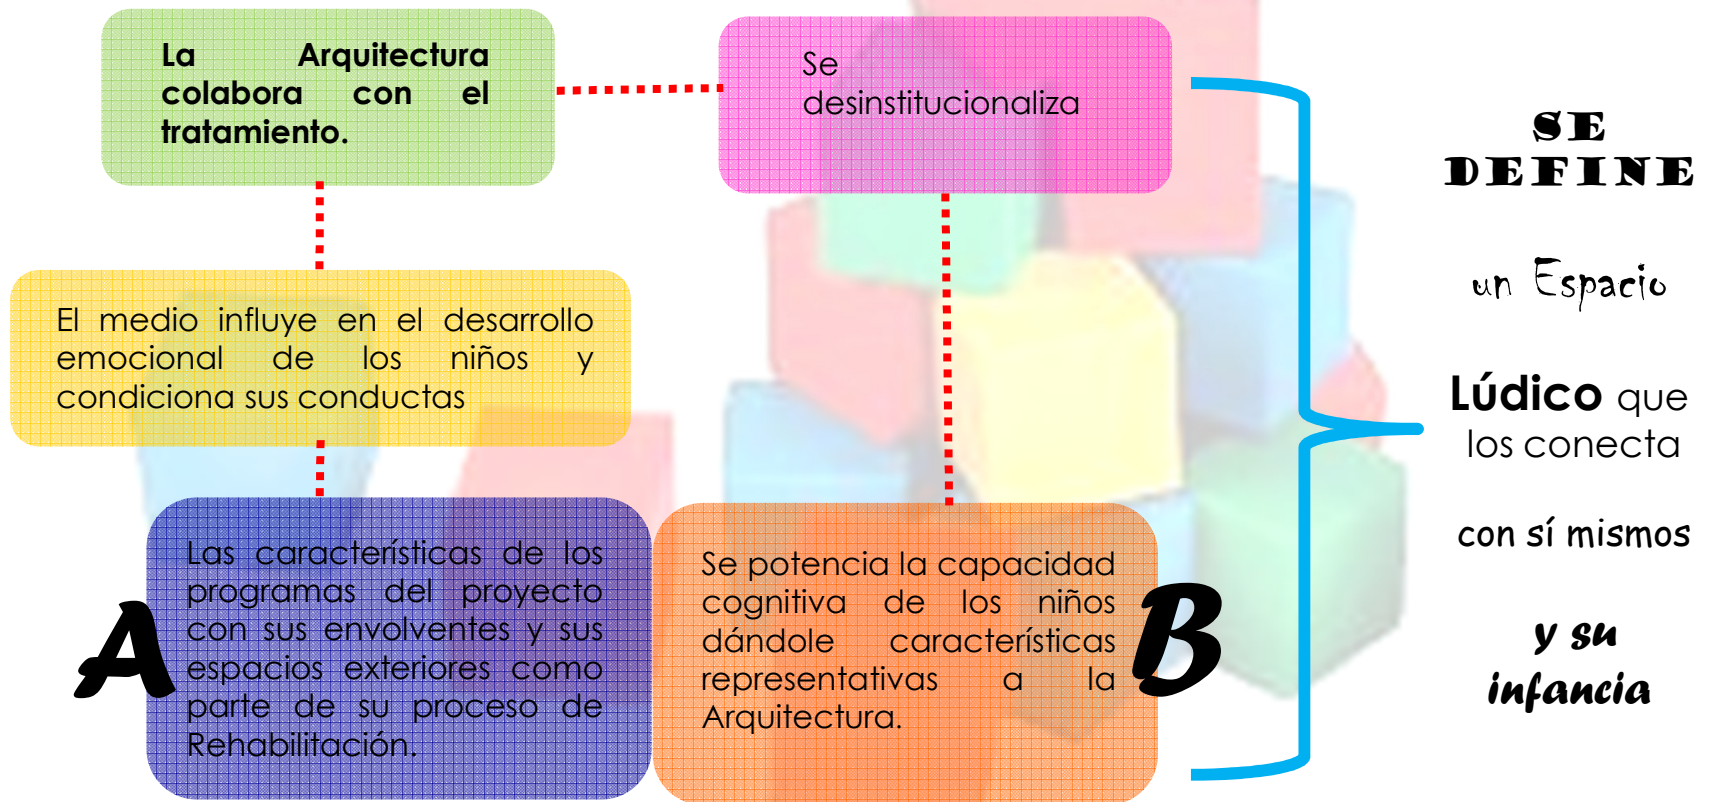 La Arquitectura
colabora con el
tratamiento.
Se
desinstitucionaliza
El medio influye en el desarrollo
emocional de los niños y
condiciona sus conductas
A
Las características de los
programas del proyecto
con sus envolventes y sus
espacios exteriores como
parte de su proceso de
Rehabilitación.
Se potencia la capacidad
cognitiva de los niños
dándole características
representativas a la
Arquitectura.
B
SE
DEFINE
un Espacio
Lúdico que
los conecta
con sí mismos
y su
infancia